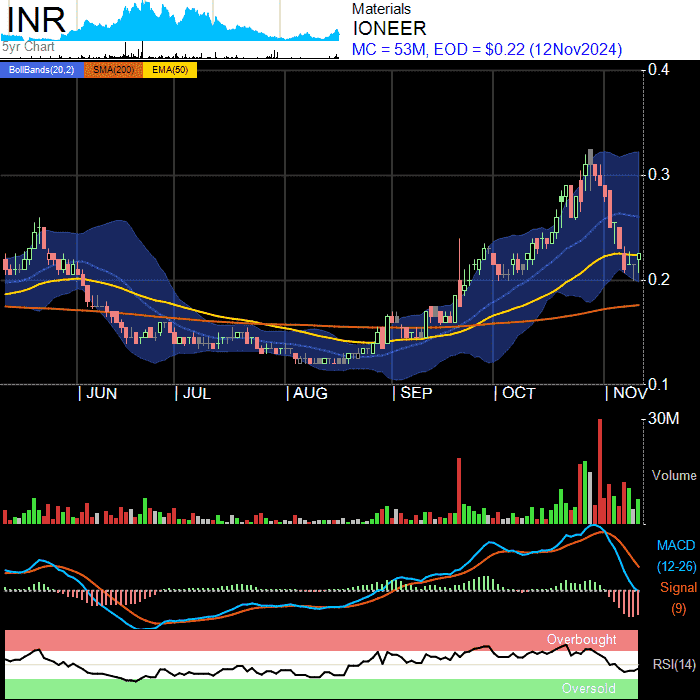 INR
Materials
IONEER
5yr Chart
MC = 53M, EOD = $0.22 (12Nov2024)
BollBands(20,2) SMA(200) EMA(50)
0.4
0.3
0.2
0.1
JUN JUL AUG SEP OCT NOV
30M
Volume
MACD
(12-26)
Signal
(9)
Overbought
RSI(14)
Oversold